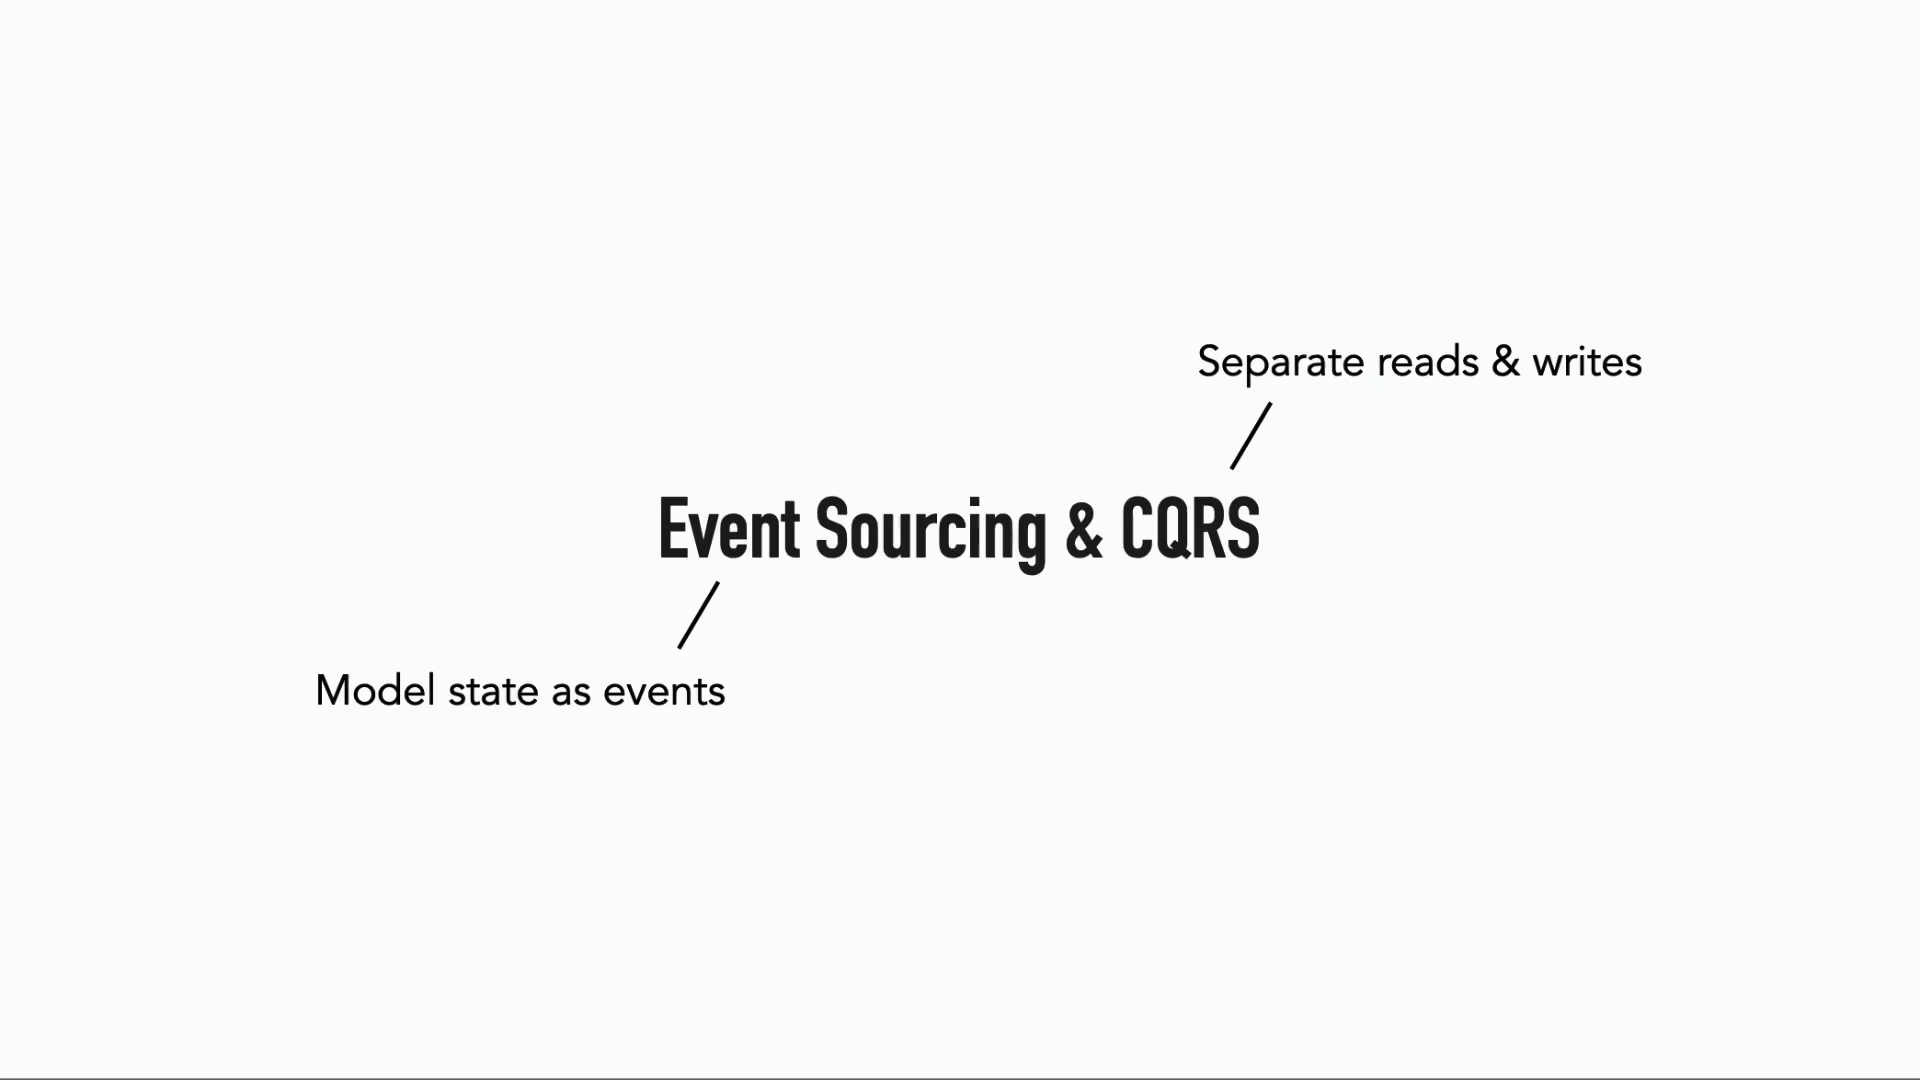 Separate reads & writes
Event Sourcing & CQRS
Model state as events